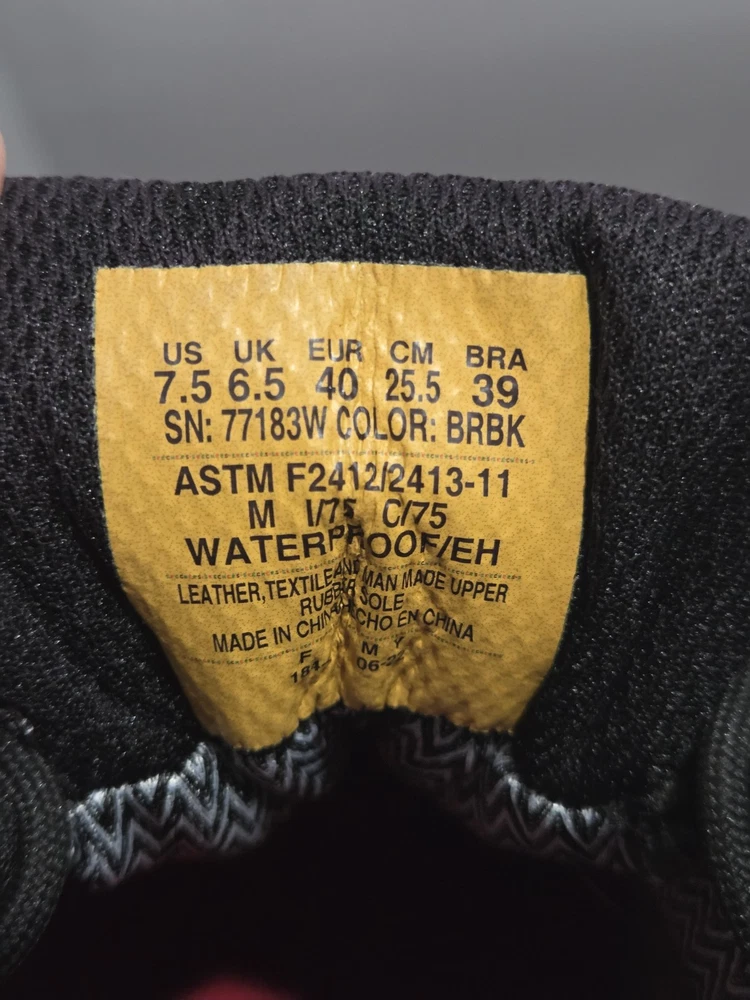 US UK EUR CM BRA
7.5 6.5 40 25.5 39
SN: 77183W COLOR: BRBK
ASTM F2412/2413-11
M I/75 C/75
WATERPROOF/EH
LEATHER,TEXTILE AND MAN MADE UPPER
RUBBER SOLE
MADE IN CHINA/HECHO EN CHINA
F M Y